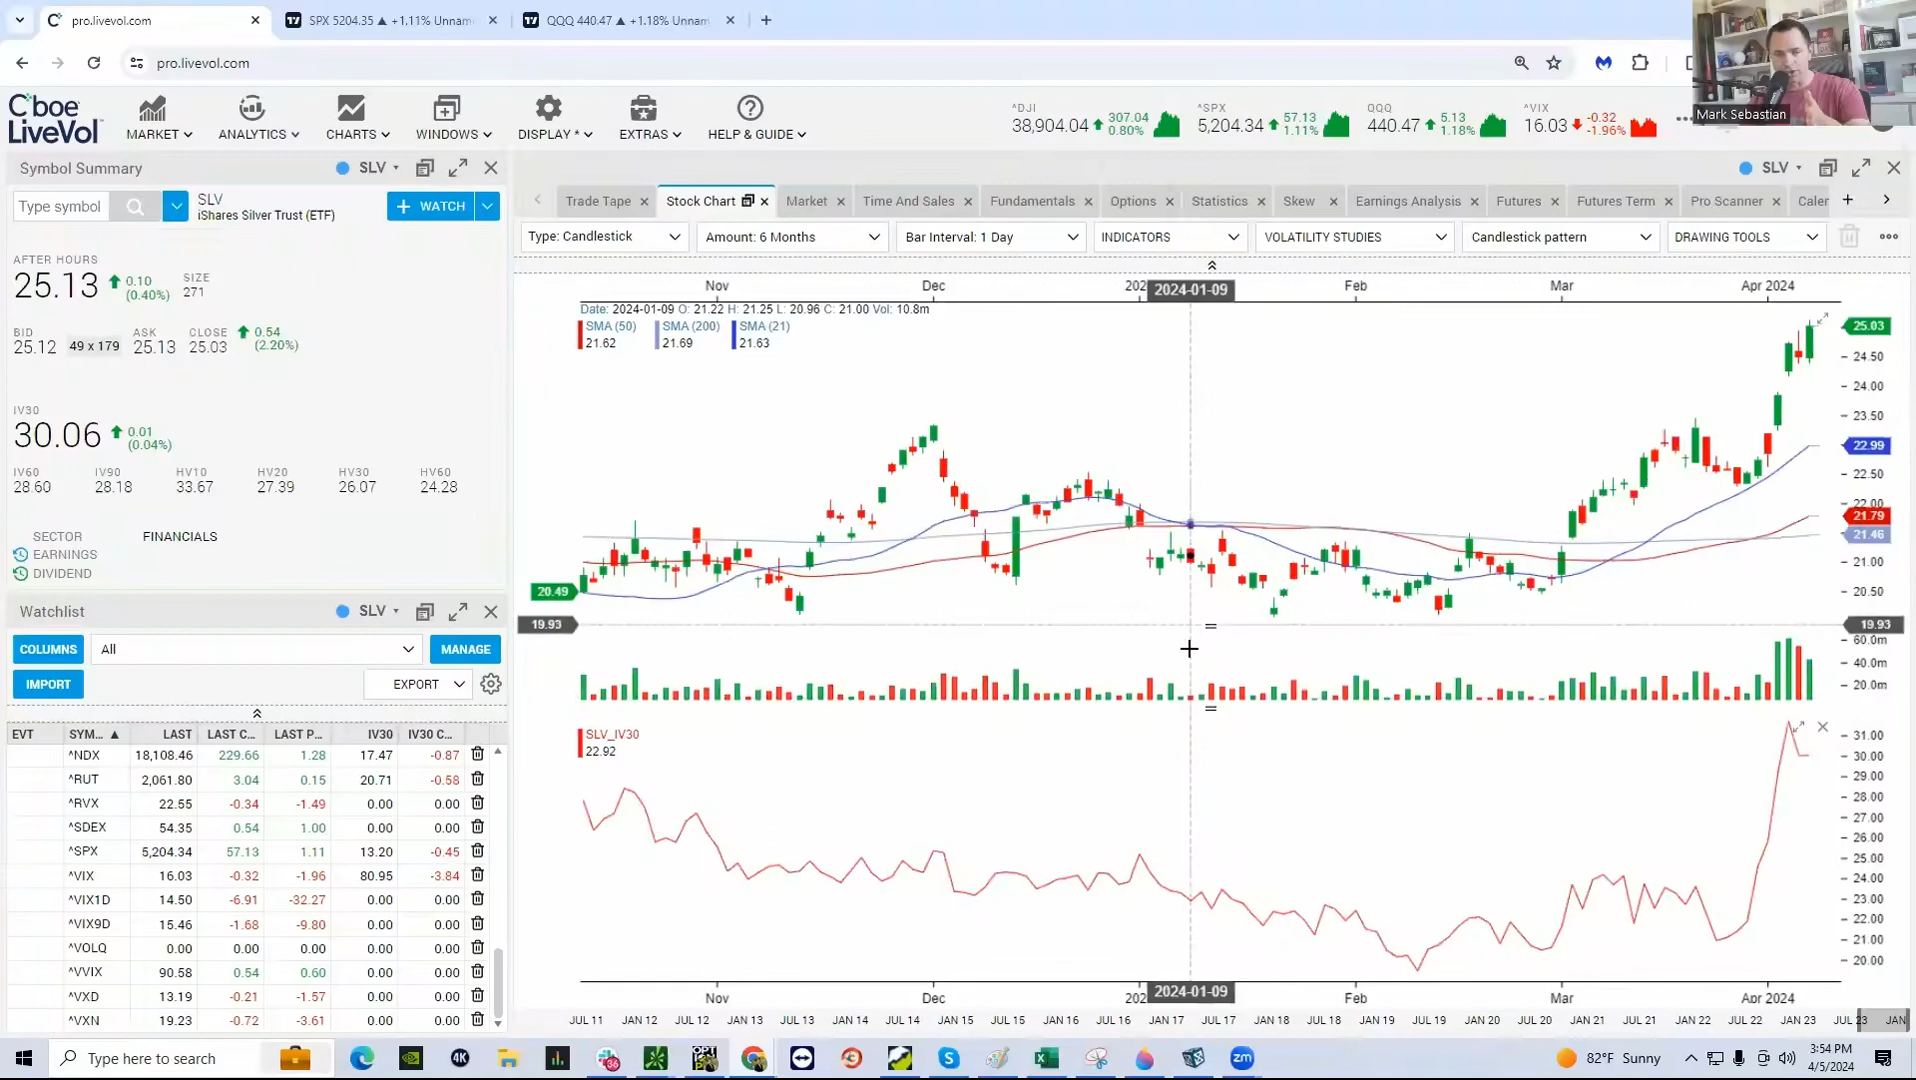 pro.livevol.com
SPX 5204.35 ▲ +1.11% Unnam
QQQ 440.47 ▲ +1.18% Unnam
pro.livevol.com
Cboe
LiveVol
MARKET
ANALYTICS
CHARTS
WINDOWS
DISPLAY *
EXTRAS
HELP & GUIDE
^DJI
38,904.04
307.04
0.80%
^SPX
5,204.34
57.13
1.11%
QQQ
440.47
5.13
1.18%
^VIX
16.03
-0.32
-1.96%
Mark Sebastian
Symbol Summary
SLV
Type symbol
SLV
iShares Silver Trust (ETF)
WATCH
AFTER HOURS
25.13
0.10
(0.40%)
SIZE
271
BID
25.12
49 x 179
ASK
25.13
CLOSE
25.03
0.54
(2.20%)
IV30
30.06
0.01
(0.04%)
IV60 IV90 HV10 HV20 HV30 HV60
28.60 28.18 33.67 27.39 26.07 24.28
SECTOR FINANCIALS
EARNINGS
DIVIDEND
Watchlist
SLV
COLUMNS
All
MANAGE
IMPORT
EXPORT
EVT SYM... ▲ LAST LAST C... LAST P... IV30 IV30 C...
^NDX 18,108.46 229.66 1.28 17.47 -0.87
^RUT 2,061.80 3.04 0.15 20.71 -0.58
^RVX 22.55 -0.34 -1.49 0.00 0.00
^SDEX 54.35 0.54 1.00 0.00 0.00
^SPX 5,204.34 57.13 1.11 13.20 -0.45
^VIX 16.03 -0.32 -1.96 80.95 -3.84
^VIX1D 14.50 -6.91 -32.27 0.00 0.00
^VIX9D 15.46 -1.68 -9.80 0.00 0.00
^VOLQ 0.00 0.00 0.00 0.00 0.00
^VVIX 90.58 0.54 0.60 0.00 0.00
^VXD 13.19 -0.21 -1.57 0.00 0.00
^VXN 19.23 -0.72 -3.61 0.00 0.00
SLV
Trade Tape
Stock Chart
Market
Time And Sales
Fundamentals
Options
Statistics
Skew
Earnings Analysis
Futures
Futures Term
Pro Scanner
Caler
Type: Candlestick
Amount: 6 Months
Bar Interval: 1 Day
INDICATORS
VOLATILITY STUDIES
Candlestick pattern
DRAWING TOOLS
Nov Dec 202 2024-01-09 Feb Mar Apr 2024
Date: 2024-01-09 O: 21.22 H: 21.25 L: 20.96 C: 21.00 Vol: 10.8m
SMA (50) SMA (200) SMA (21)
21.62 21.69 21.63
25.03
24.50
24.00
23.50
22.99
22.50
22.00
21.79
21.46
21.00
20.50
20.49
19.93
19.93
60.0m
40.0m
20.0m
SLV_IV30
22.92
31.00
30.00
29.00
28.00
27.00
26.00
25.00
24.00
23.00
22.00
21.00
20.00
Nov Dec 202 2024-01-09 Feb Mar Apr 2024
JUL 11 JAN 12 JUL 12 JAN 13 JUL 13 JAN 14 JUL 14 JAN 15 JUL 15 JAN 16 JUL 16 JAN 17 JUL 17 JAN 18 JUL 18 JAN 19 JUL 19 JAN 20 JUL 20 JAN 21 JUL 21 JAN 22 JUL 22 JAN 23 JUL 23 JAN
Type here to search
4K
OPT
36
zm
82°F Sunny
3:54 PM
4/5/2024